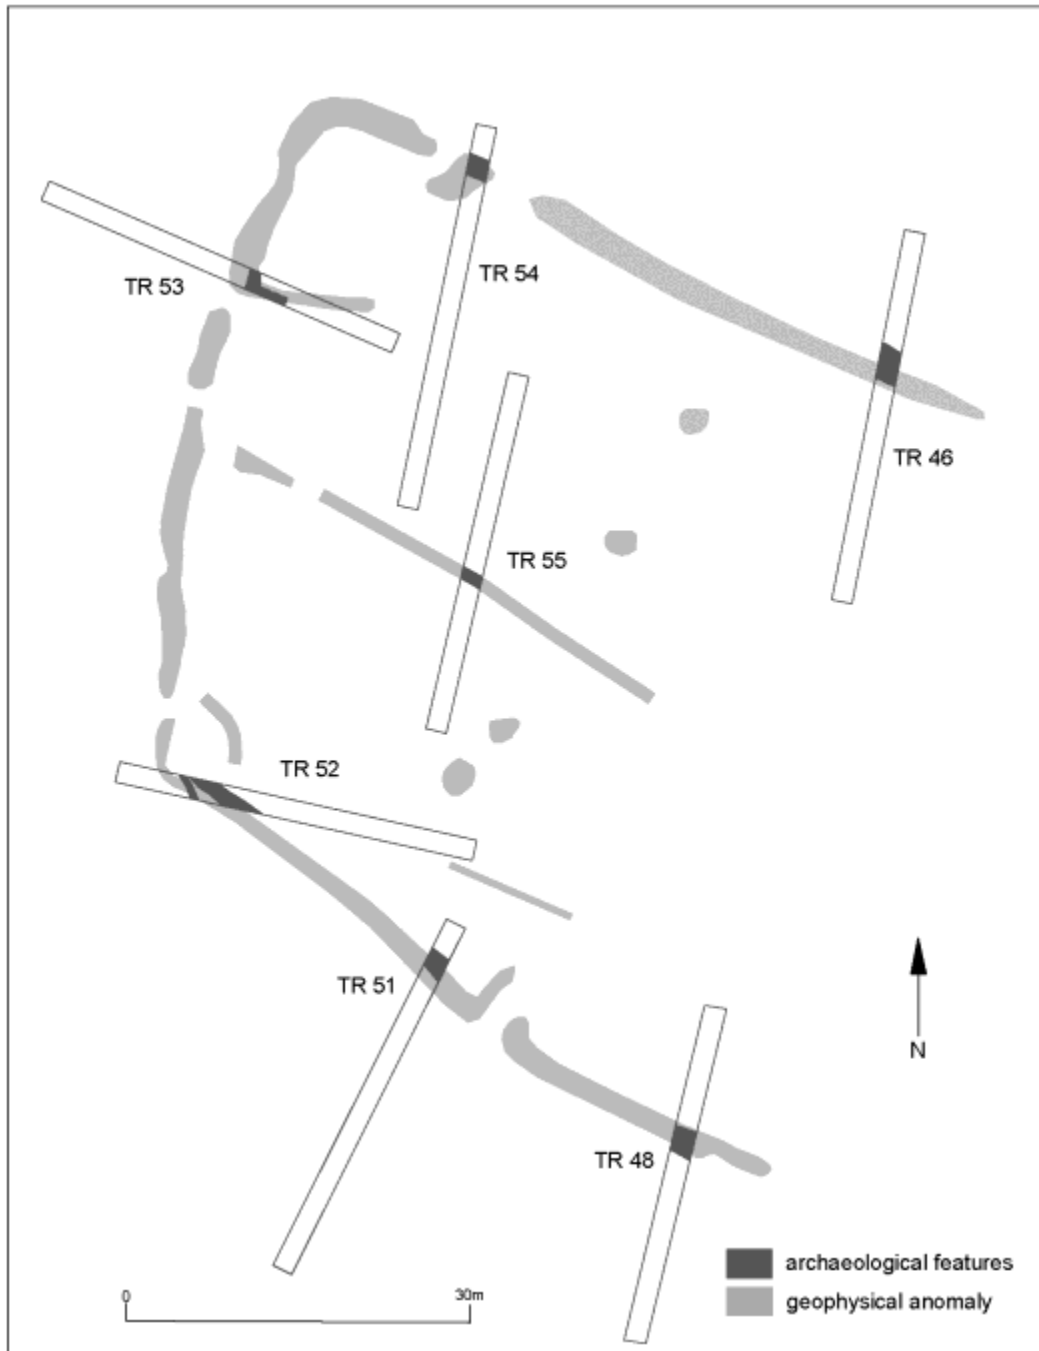 TR 54
TR 53
TR 46
TR 55
TR 52
TR 51
N
TR 48
archaeological features
geophysical anomaly
0 30m